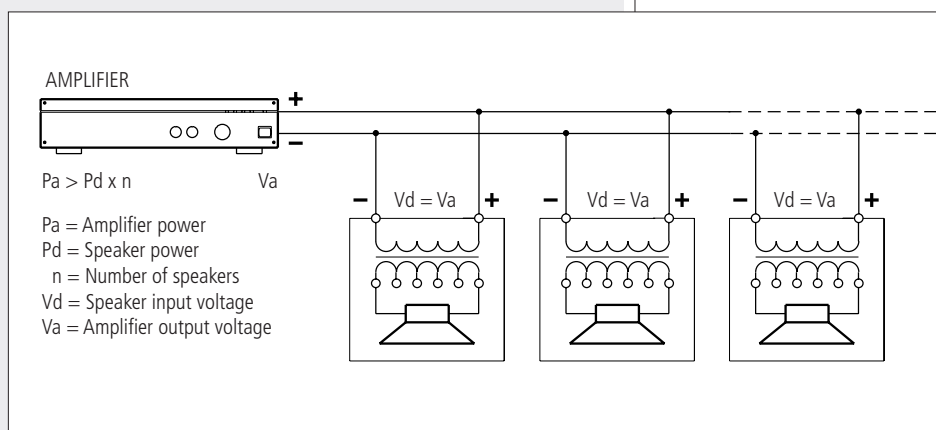 AMPLIFIER
+
−
Pa > Pd x n Va
− Vd = Va + − Vd = Va + − Vd = Va +
Pa = Amplifier power
Pd = Speaker power
n = Number of speakers
Vd = Speaker input voltage
Va = Amplifier output voltage